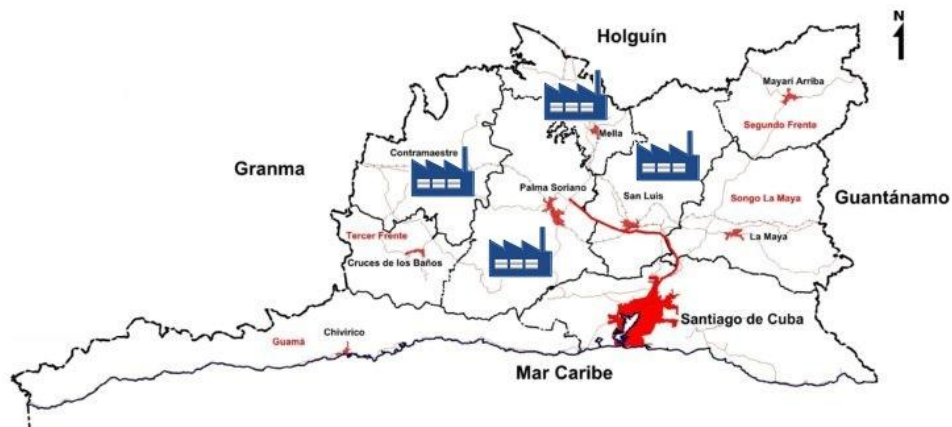 N
Holguín
Mayarí Arriba
Segundo Frente
Mella
Contramaestre
Granma
Palma Soriano
San Luis
Songo La Maya
Guantánamo
La Maya
Tercer Frente
Cruces de los Baños
Santiago de Cuba
Chivirico
Guamá
Mar Caribe